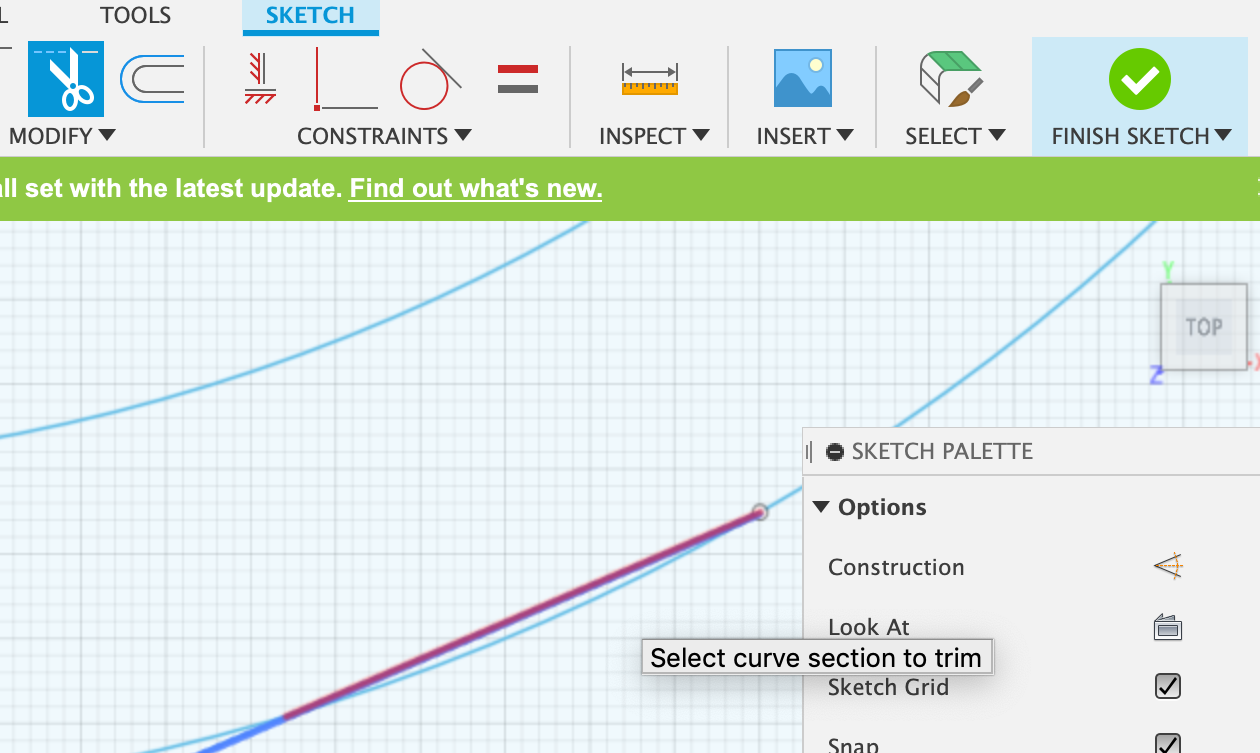 L TOOLS SKETCH
MODIFY CONSTRAINTS INSPECT INSERT SELECT FINISH SKETCH
all set with the latest update. Find out what's new.
Y
TOP
X
Z
SKETCH PALETTE
Options
Construction
Look At
Select curve section to trim
Sketch Grid
Snap